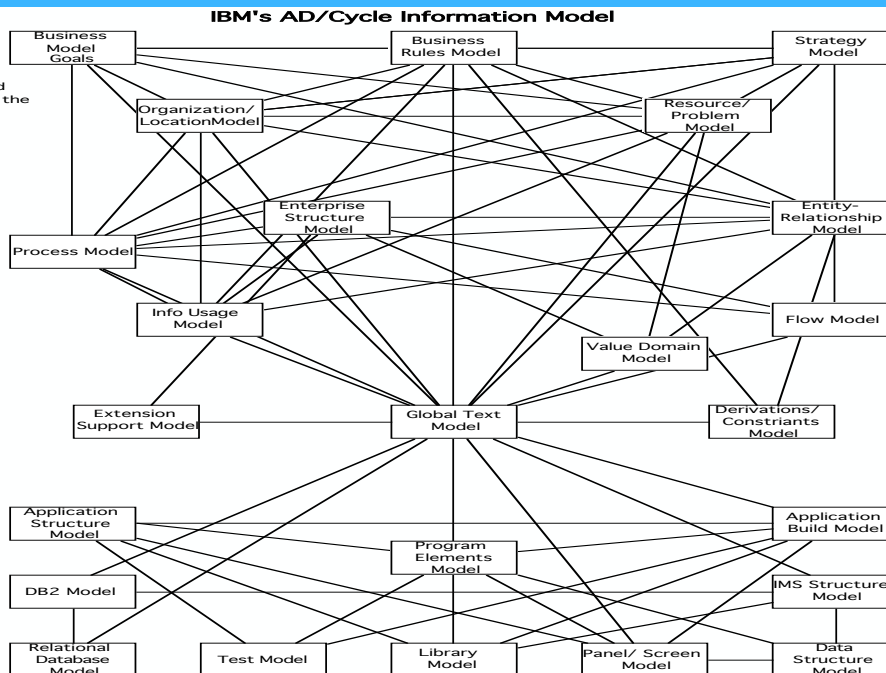 IBM's AD/Cycle Information Model
Business
Model
Goals
Business
Rules Model
Strategy
Model
d
the
Organization/
LocationModel
Resource/
Problem
Model
Enterprise
Structure
Model
Entity-
Relationship
Model
Process Model
Info Usage
Model
Flow Model
Value Domain
Model
Extension
Support Model
Global Text
Model
Derivations/
Constriants
Model
Application
Structure
Model
Application
Build Model
Program
Elements
Model
DB2 Model
IMS Structure
Model
Relational
Database
Model
Test Model
Library
Model
Panel/ Screen
Model
Data
Structure
Model